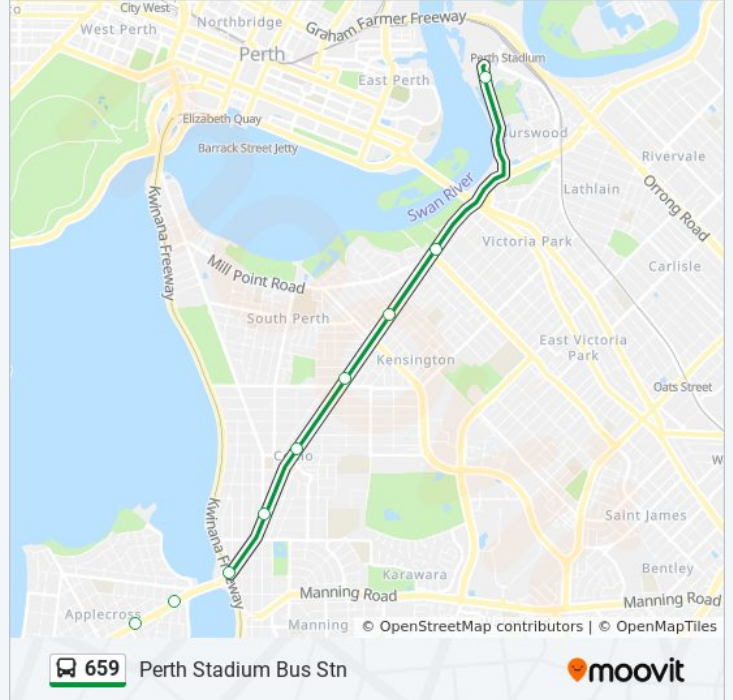 City West
West Perth
Northbridge
Graham Farmer Freeway
Perth
Perth Stadium
East Perth
Elizabeth Quay
Burswood
Barrack Street Jetty
Rivervale
Swan River
Lathlain
Orrong Road
Kwinana Freeway
Victoria Park
Mill Point Road
Carlisle
South Perth
East Victoria
Park
Kensington
Oats Street
Como
W
Kwinana Freeway
Saint James
Karawara
Bentley
Manning Road
Manning Road
Applecross
Manning
© OpenStreetMap contributors | © OpenMapTiles
659 Perth Stadium Bus Stn
moovit